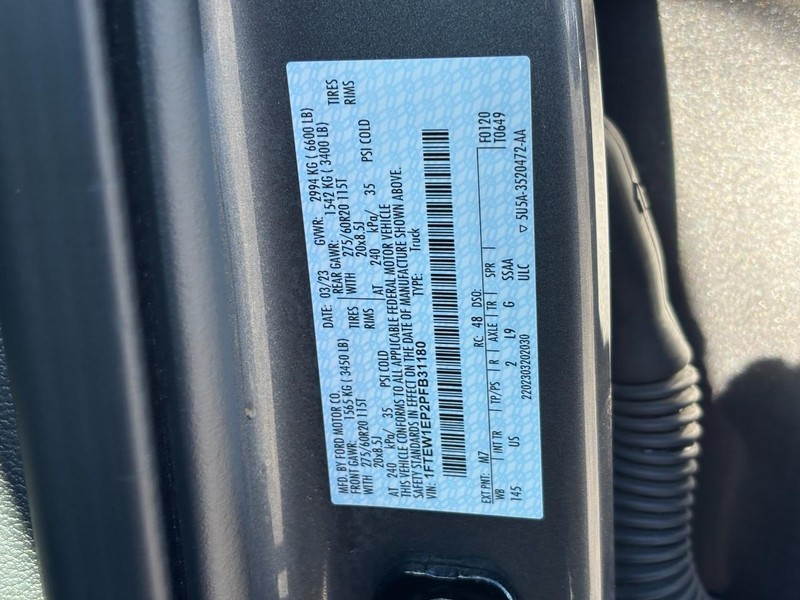 MFD. BY FORD MOTOR CO. DATE: 03/23 GVWR: 2994 KG ( 6600 LB)
FRONT GAWR: 1565 KG ( 3450 LB) REAR GAWR: 1542 KG ( 3400 LB)
WITH 275/60R20 115T TIRES WITH 275/60R20 115T TIRES
20x8.5J RIMS 20x8.5J RIMS
AT 240 kPa/ 35 PSI COLD AT 240 kPa/ 35 PSI COLD
THIS VEHICLE CONFORMS TO ALL APPLICABLE FEDERAL MOTOR VEHICLE
SAFETY STANDARDS IN EFFECT ON THE DATE OF MANUFACTURE SHOWN ABOVE.
VIN: 1FTEW1EP2PFB31180 TYPE: Truck
EXT PNT: M7 RC: 48 DSO: F0120
WB INT TR TP/PS R AXLE TR SPR T0649
145 US 2 L9 G SSAA
2202303202030 ULC ▽ 5U5A-3520472-AA